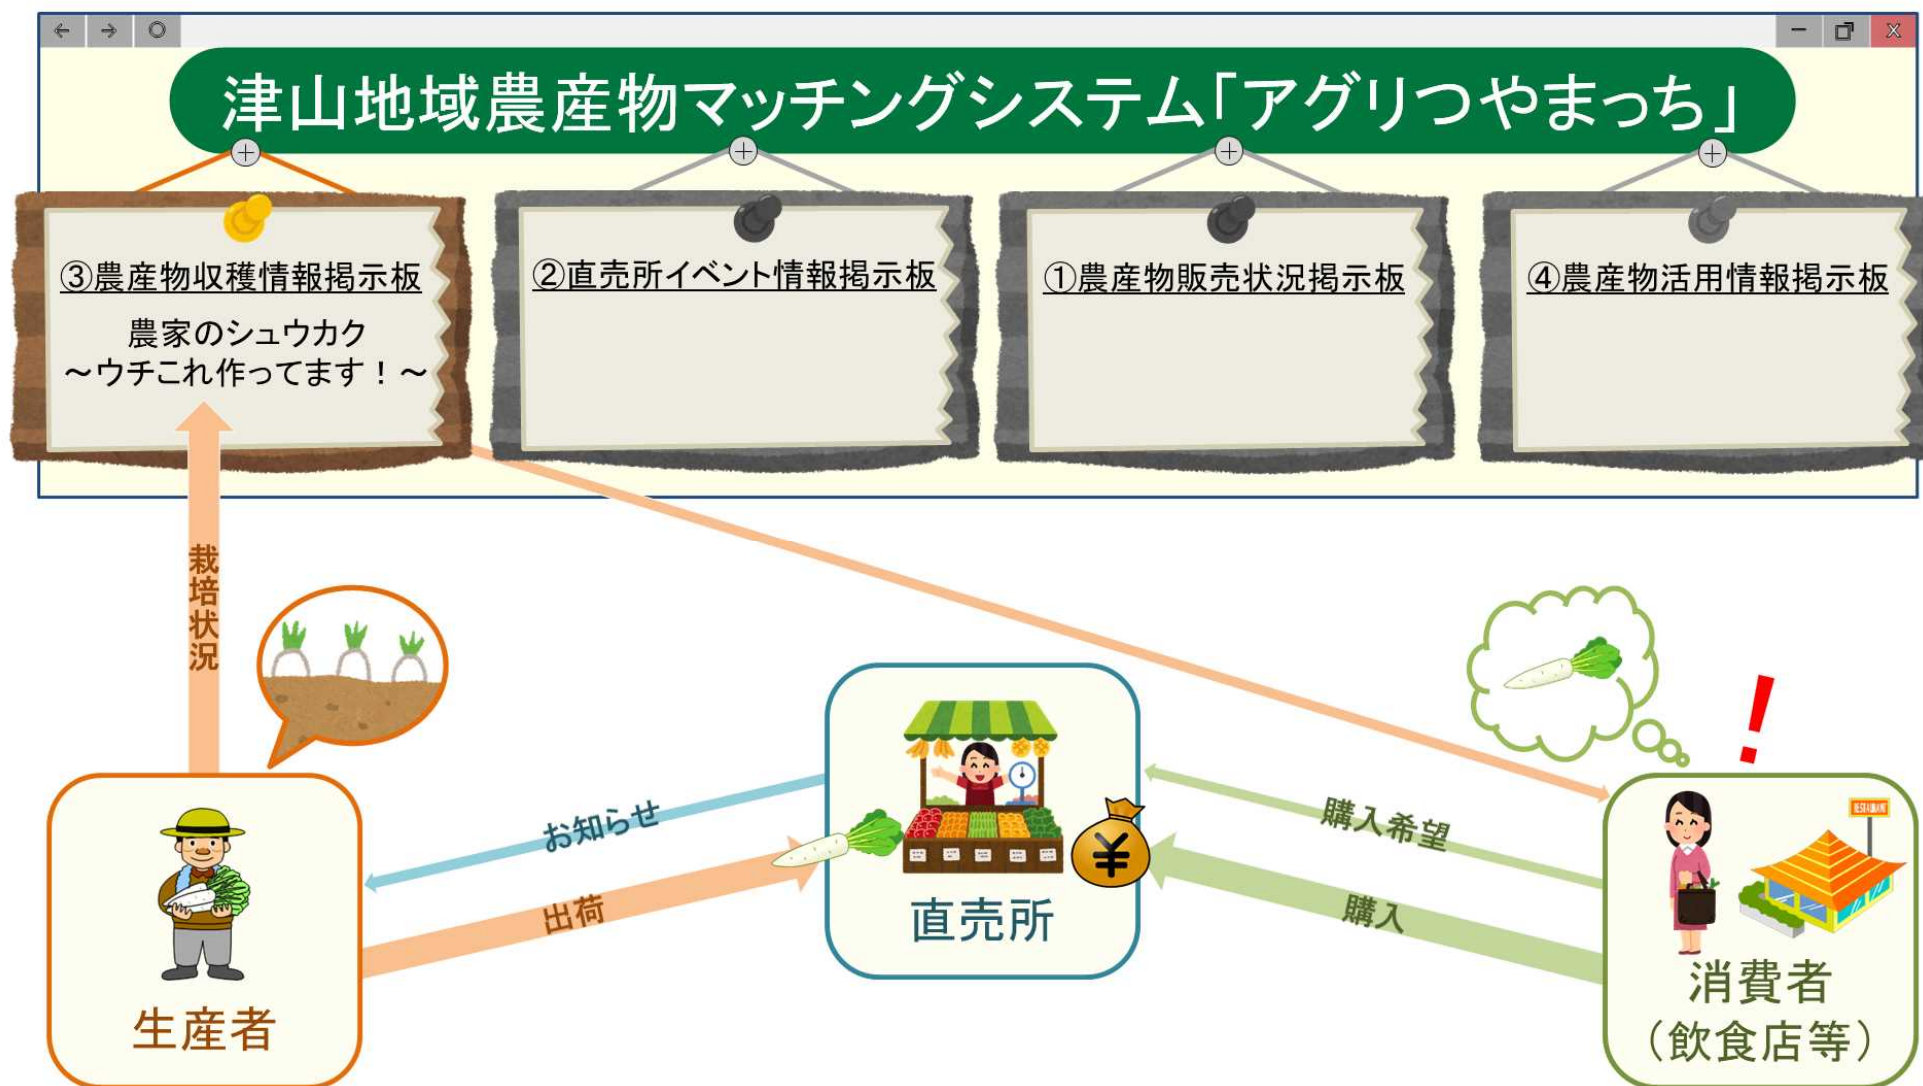 津山地域農産物マッチングシステム「アグリつやまっち」
③農産物収穫情報掲示板
農家のシュウカク
～ウチこれ作ってます！～
②直売所イベント情報掲示板
①農産物販売状況掲示板
④農産物活用情報掲示板
栽培状況
お知らせ
出荷
購入希望
購入
¥
直売所
生産者
RESTAURANT
消費者
（飲食店等）